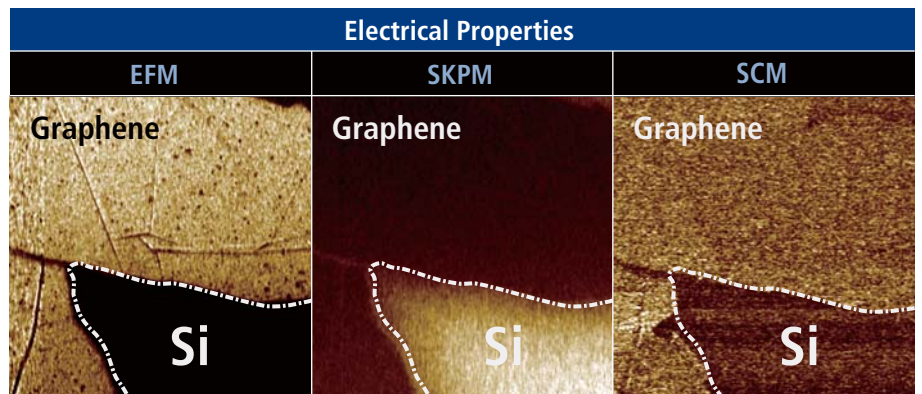 Electrical Properties
EFM
SKPM
SCM
Graphene
Graphene
Graphene
Si
Si
Si